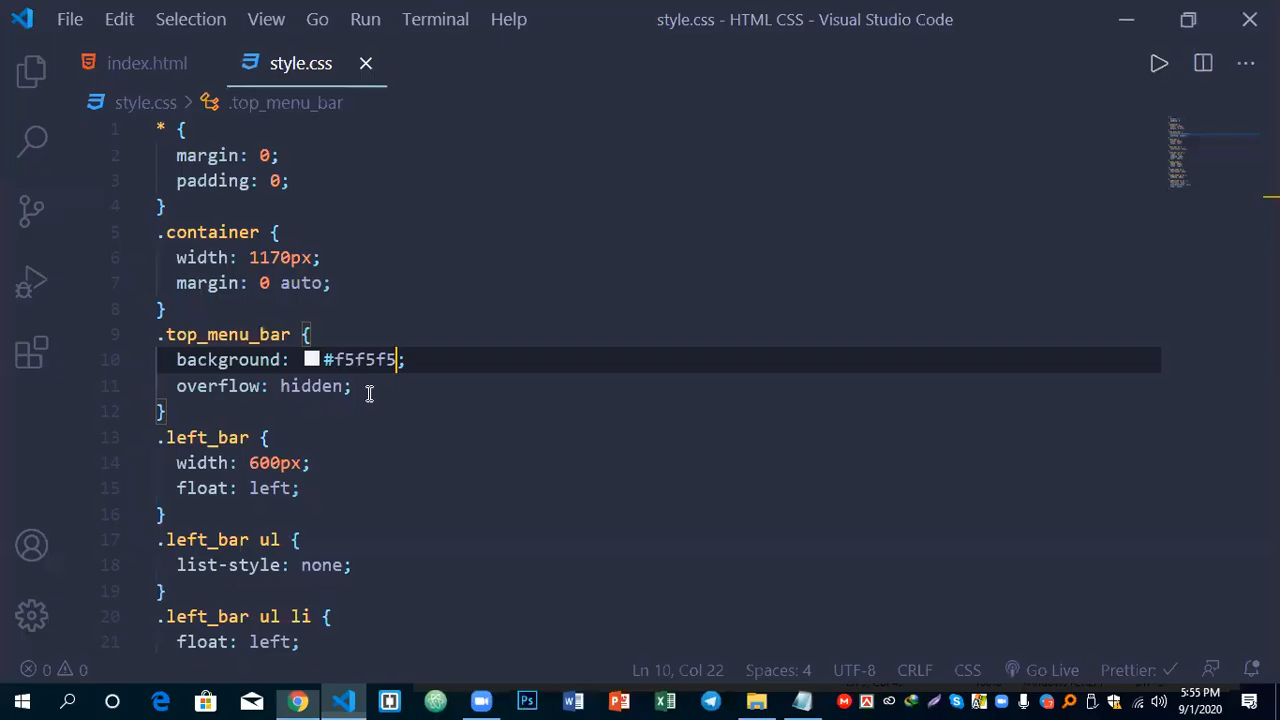 File Edit Selection View Go Run Terminal Help style.css - HTML CSS - Visual Studio Code
index.html style.css
style.css > .top_menu_bar
1 * {
2 margin: 0;
3 padding: 0;
4 }
5 .container {
6 width: 1170px;
7 margin: 0 auto;
8 }
9 .top_menu_bar {
10 background: #f5f5f5;
11 overflow: hidden;
12 }
13 .left_bar {
14 width: 600px;
15 float: left;
16 }
17 .left_bar ul {
18 list-style: none;
19 }
20 .left_bar ul li {
21 float: left;
0 0 Ln 10, Col 22 Spaces: 4 UTF-8 CRLF CSS Go Live Prettier:
5:55 PM
9/1/2020